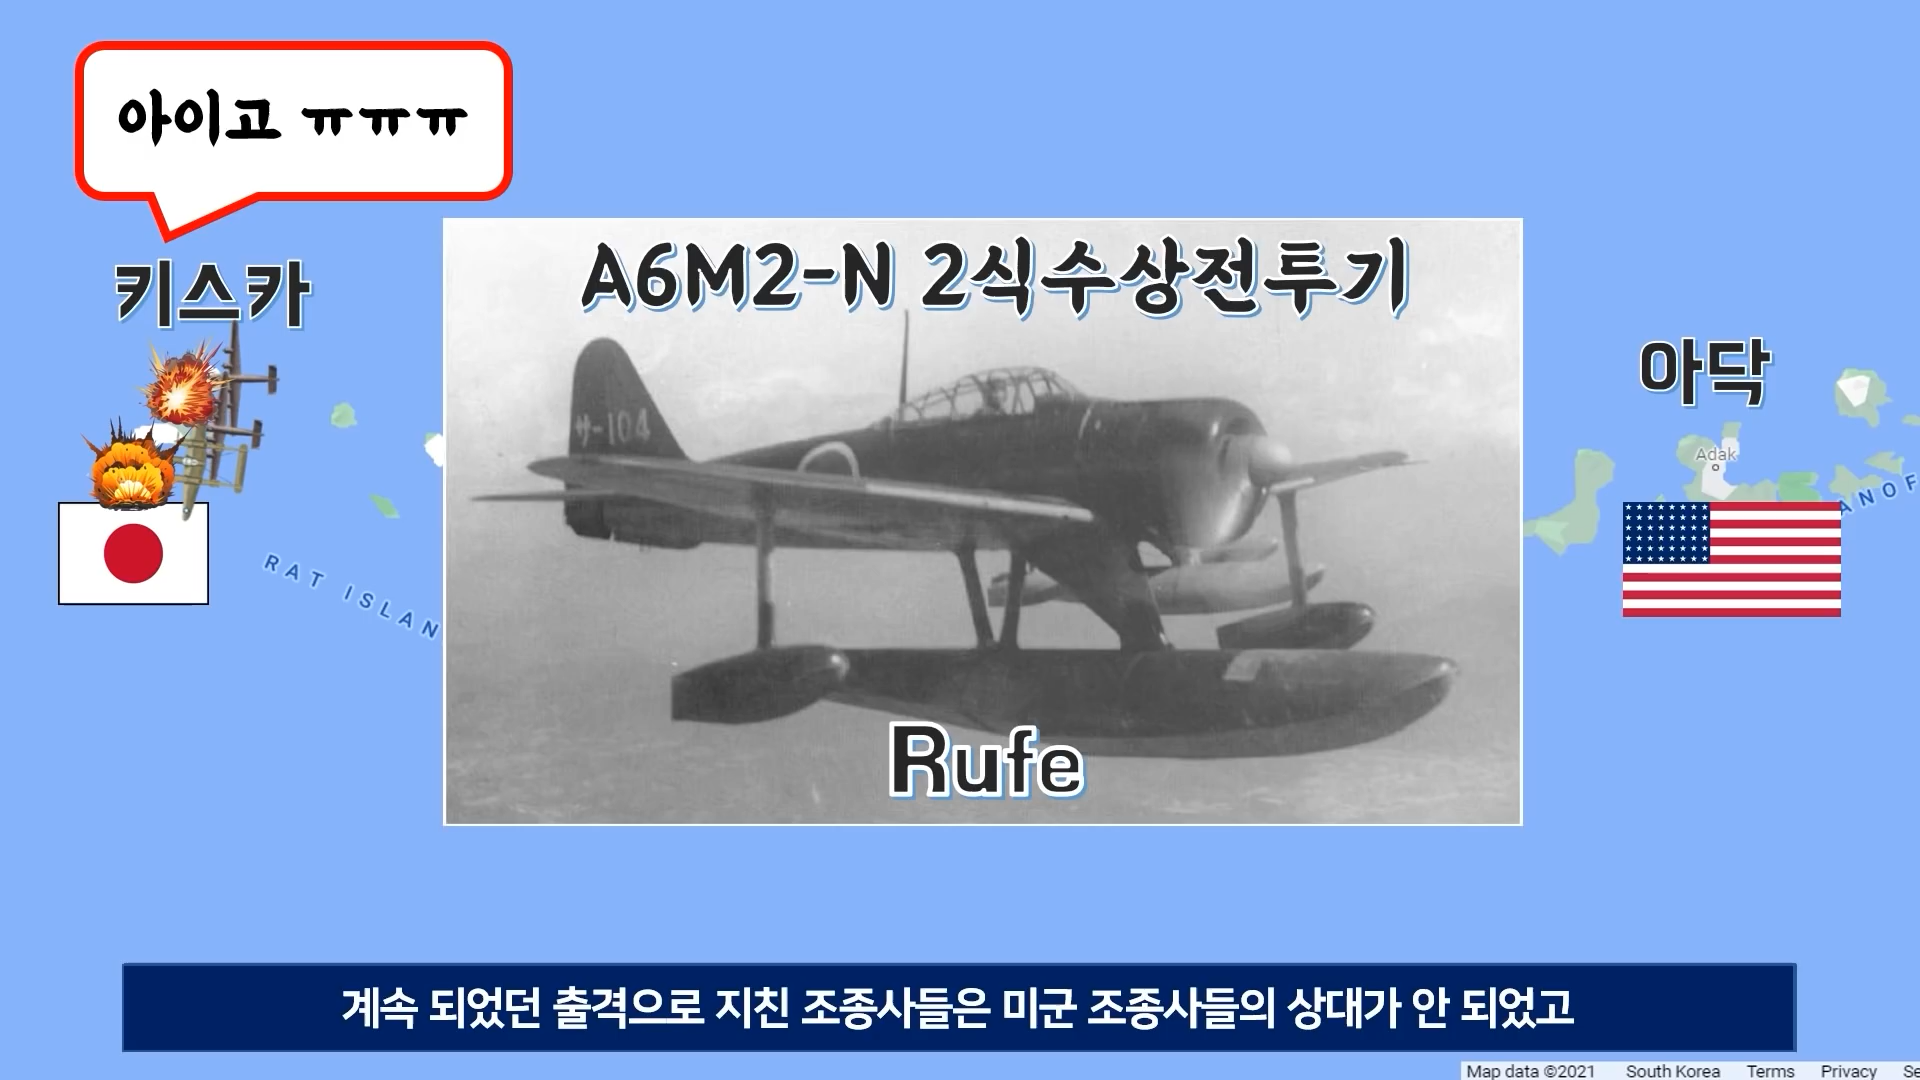 아이고 ㅠㅠㅠ
키스카
A6M2-N 2식수상전투기
サ-104
아닥
Adak
RAT ISLAN
ANOF
Rufe
계속 되었던 출격으로 지친 조종사들은 미군 조종사들의 상대가 안 되었고
Map data ©2021 South Korea Terms Privacy Se